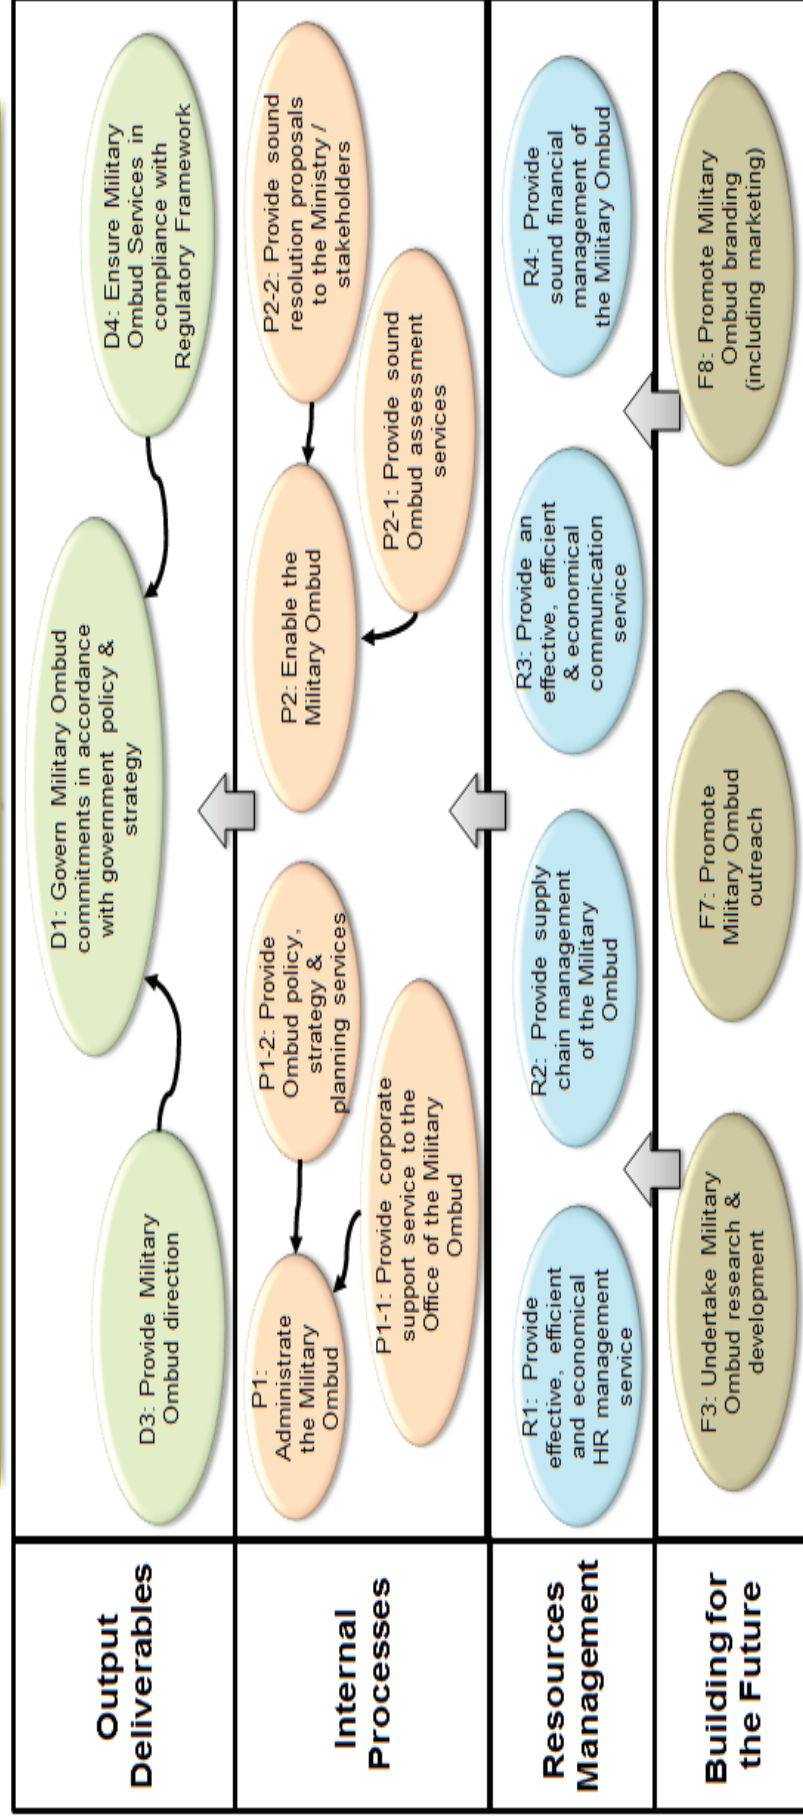 Output
Deliverables
D3: Provide Military
Ombud direction
D1: Govern Military Ombud
commitments in accordance
with government policy &
strategy
D4: Ensure Military
Ombud Services in
compliance with
Regulatory Framework
Internal
Processes
P1:
Administrate
the Military
Ombud
P1-1: Provide corporate
support service to the
Office of the Military
Ombud
P1-2: Provide
Ombud policy,
strategy &
planning services
P2: Enable the
Military Ombud
P2-1: Provide sound
Ombud assessment
services
P2-2: Provide sound
resolution proposals
to the Ministry /
stakeholders
Resources
Management
R1: Provide
effective, efficient
and economical
HR management
service
R2: Provide supply
chain management
of the Military
Ombud
R3: Provide an
effective, efficient
& economical
communication
service
R4: Provide
sound financial
management of
the Military Ombud
Building for
the Future
F3: Undertake Military
Ombud research &
development
F7: Promote
Military Ombud
outreach
F8: Promote Military
Ombud branding
(including marketing)